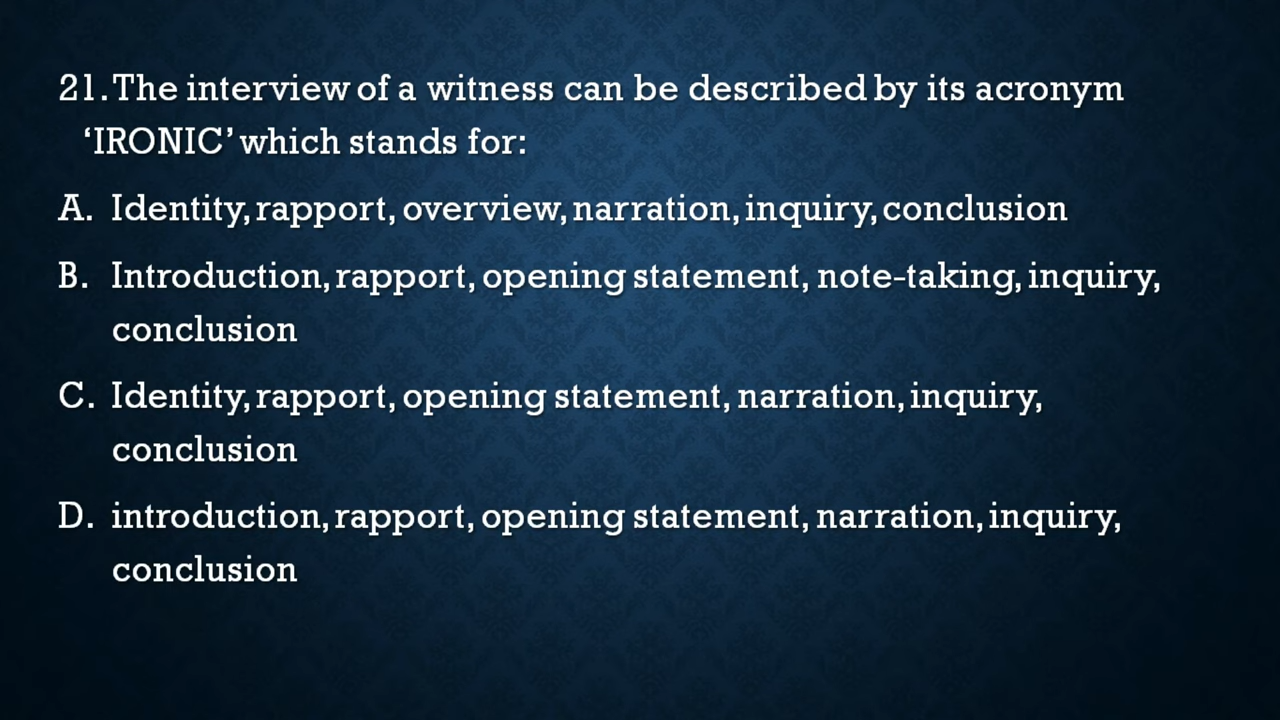 21. The interview of a witness can be described by its acronym
‘IRONIC’ which stands for:
A. Identity, rapport, overview, narration, inquiry, conclusion
B. Introduction, rapport, opening statement, note-taking, inquiry,
conclusion
C. Identity, rapport, opening statement, narration, inquiry,
conclusion
D. introduction, rapport, opening statement, narration, inquiry,
conclusion